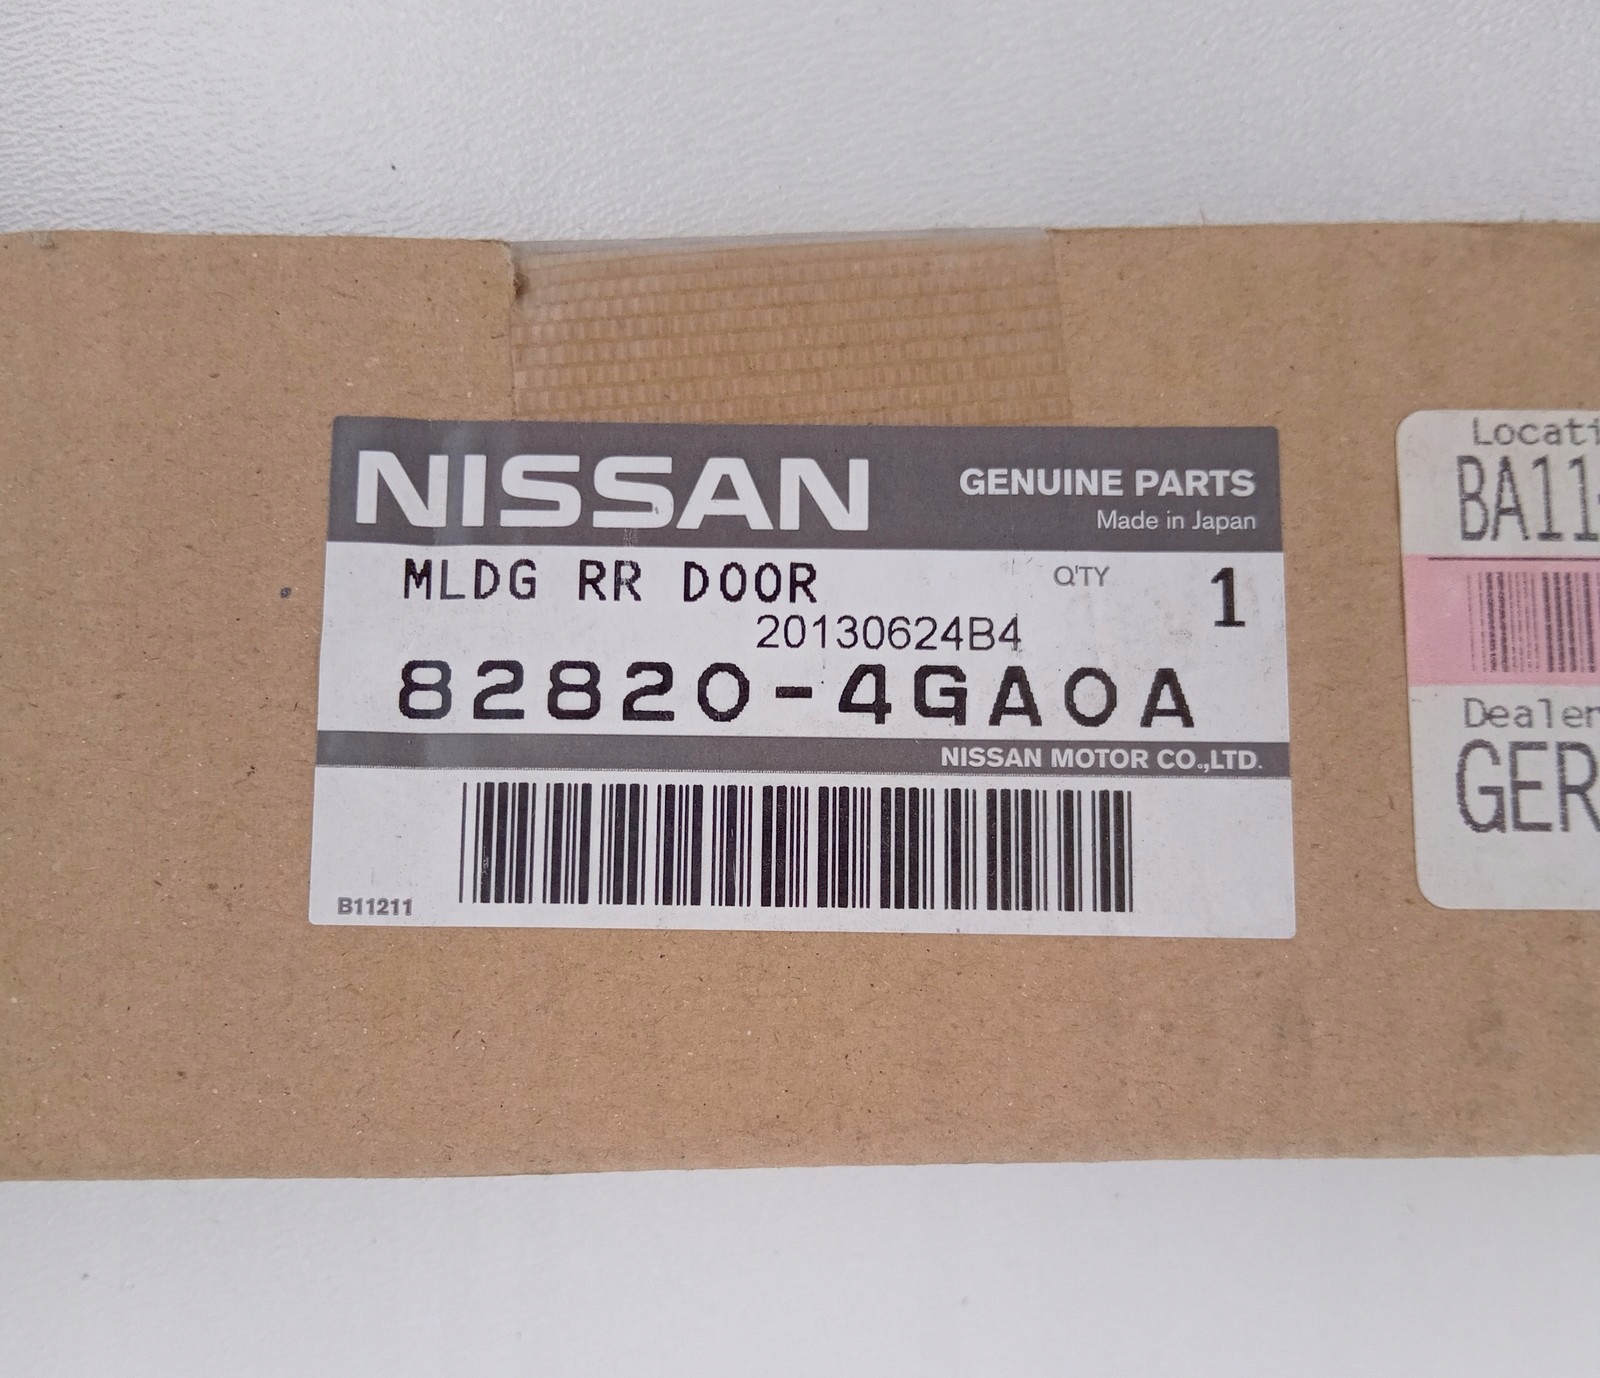 NISSAN
GENUINE PARTS
Made in Japan
MLDG RR DOOR
Q'TY 1
20130624B4
82820-4GA0A
NISSAN MOTOR CO.,LTD.
B11211
Locati
BA11
Dealer
GER